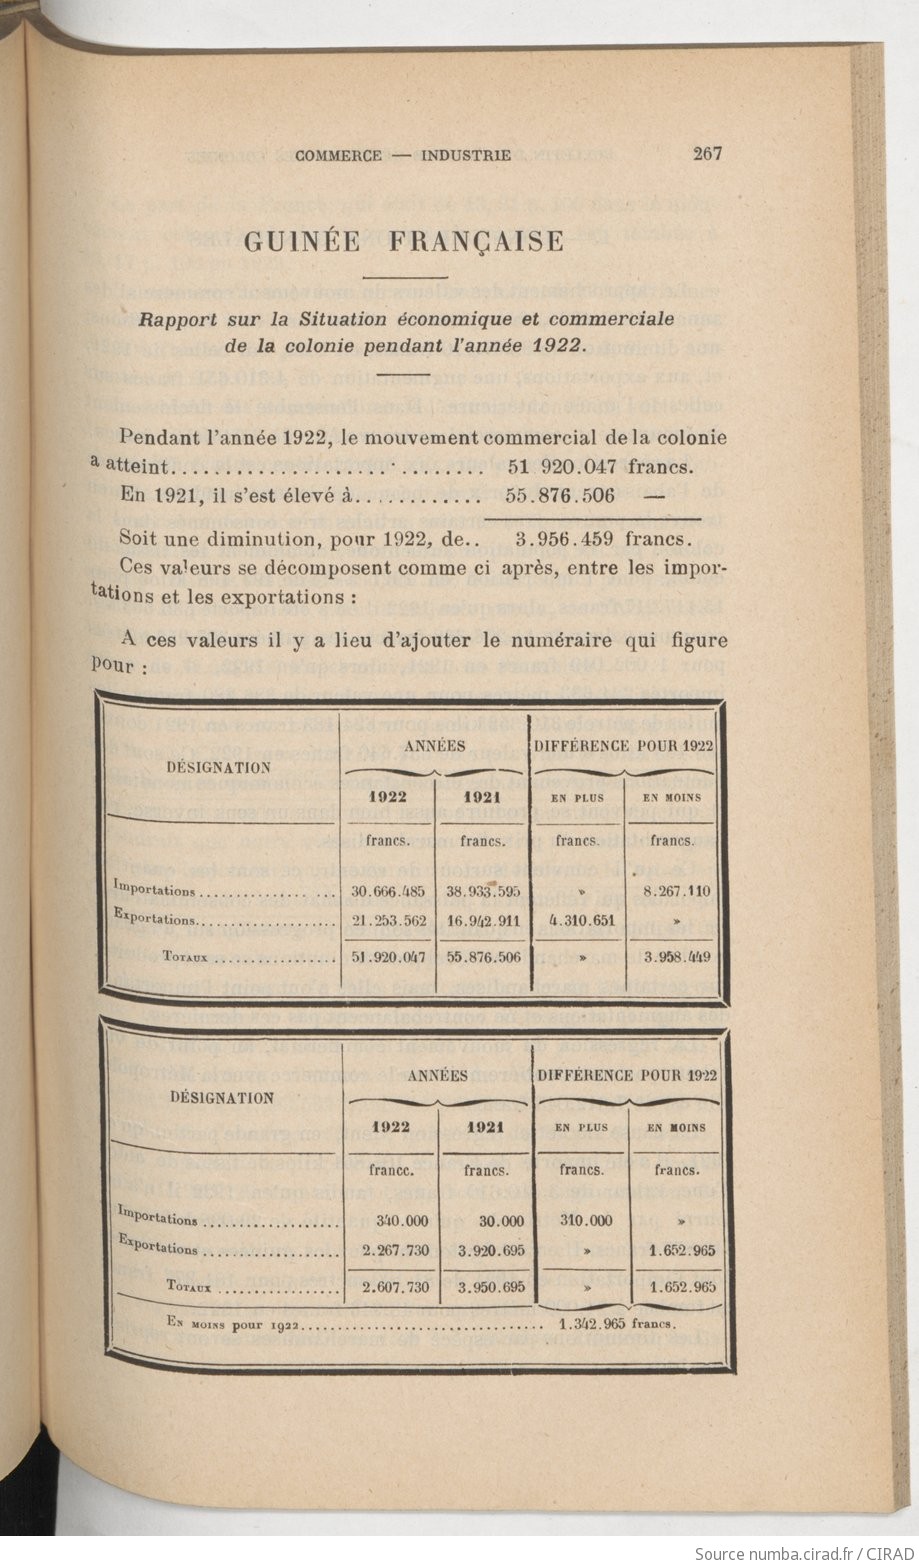 COMMERCE — INDUSTRIE 267
GUINÉE FRANÇAISE
Rapport sur la Situation économique et commerciale
de la colonie pendant l'année 1922.
Pendant l'année 1922, le mouvement commercial de la colonie
a atteint...................... 51 920.047 francs.
En 1921, il s'est élevé à............ 55.876.506 —
Soit une diminution, pour 1922, de.. 3.956.459 francs.
Ces valeurs se décomposent comme ci après, entre les impor-
tations et les exportations :
A ces valeurs il y a lieu d'ajouter le numéraire qui figure
pour :
DÉSIGNATION ANNÉES DIFFÉRENCE POUR 1922
1922 1921 EN PLUS EN MOINS
francs. francs. francs. francs.
Importations.................. 30.666.485 38.933.595 » 8.267.110
Exportations.................. 21.253.562 16.942.911 4.310.651 »
TOTAUX ................ 51.920.047 55.876.506 » 3.958.449
DÉSIGNATION ANNÉES DIFFÉRENCE POUR 1922
1922 1921 EN PLUS EN MOINS
francc. francs. francs. francs.
Importations .................. 340.000 30.000 310.000 »
Exportations .................. 2.267.730 3.920.695 » 1.652.965
TOTAUX ................ 2.607.730 3.950.695 » 1.652.965
EN MOINS pour 1922................................ 1.342.965 francs.
Source numba.cirad.fr / CIRAD